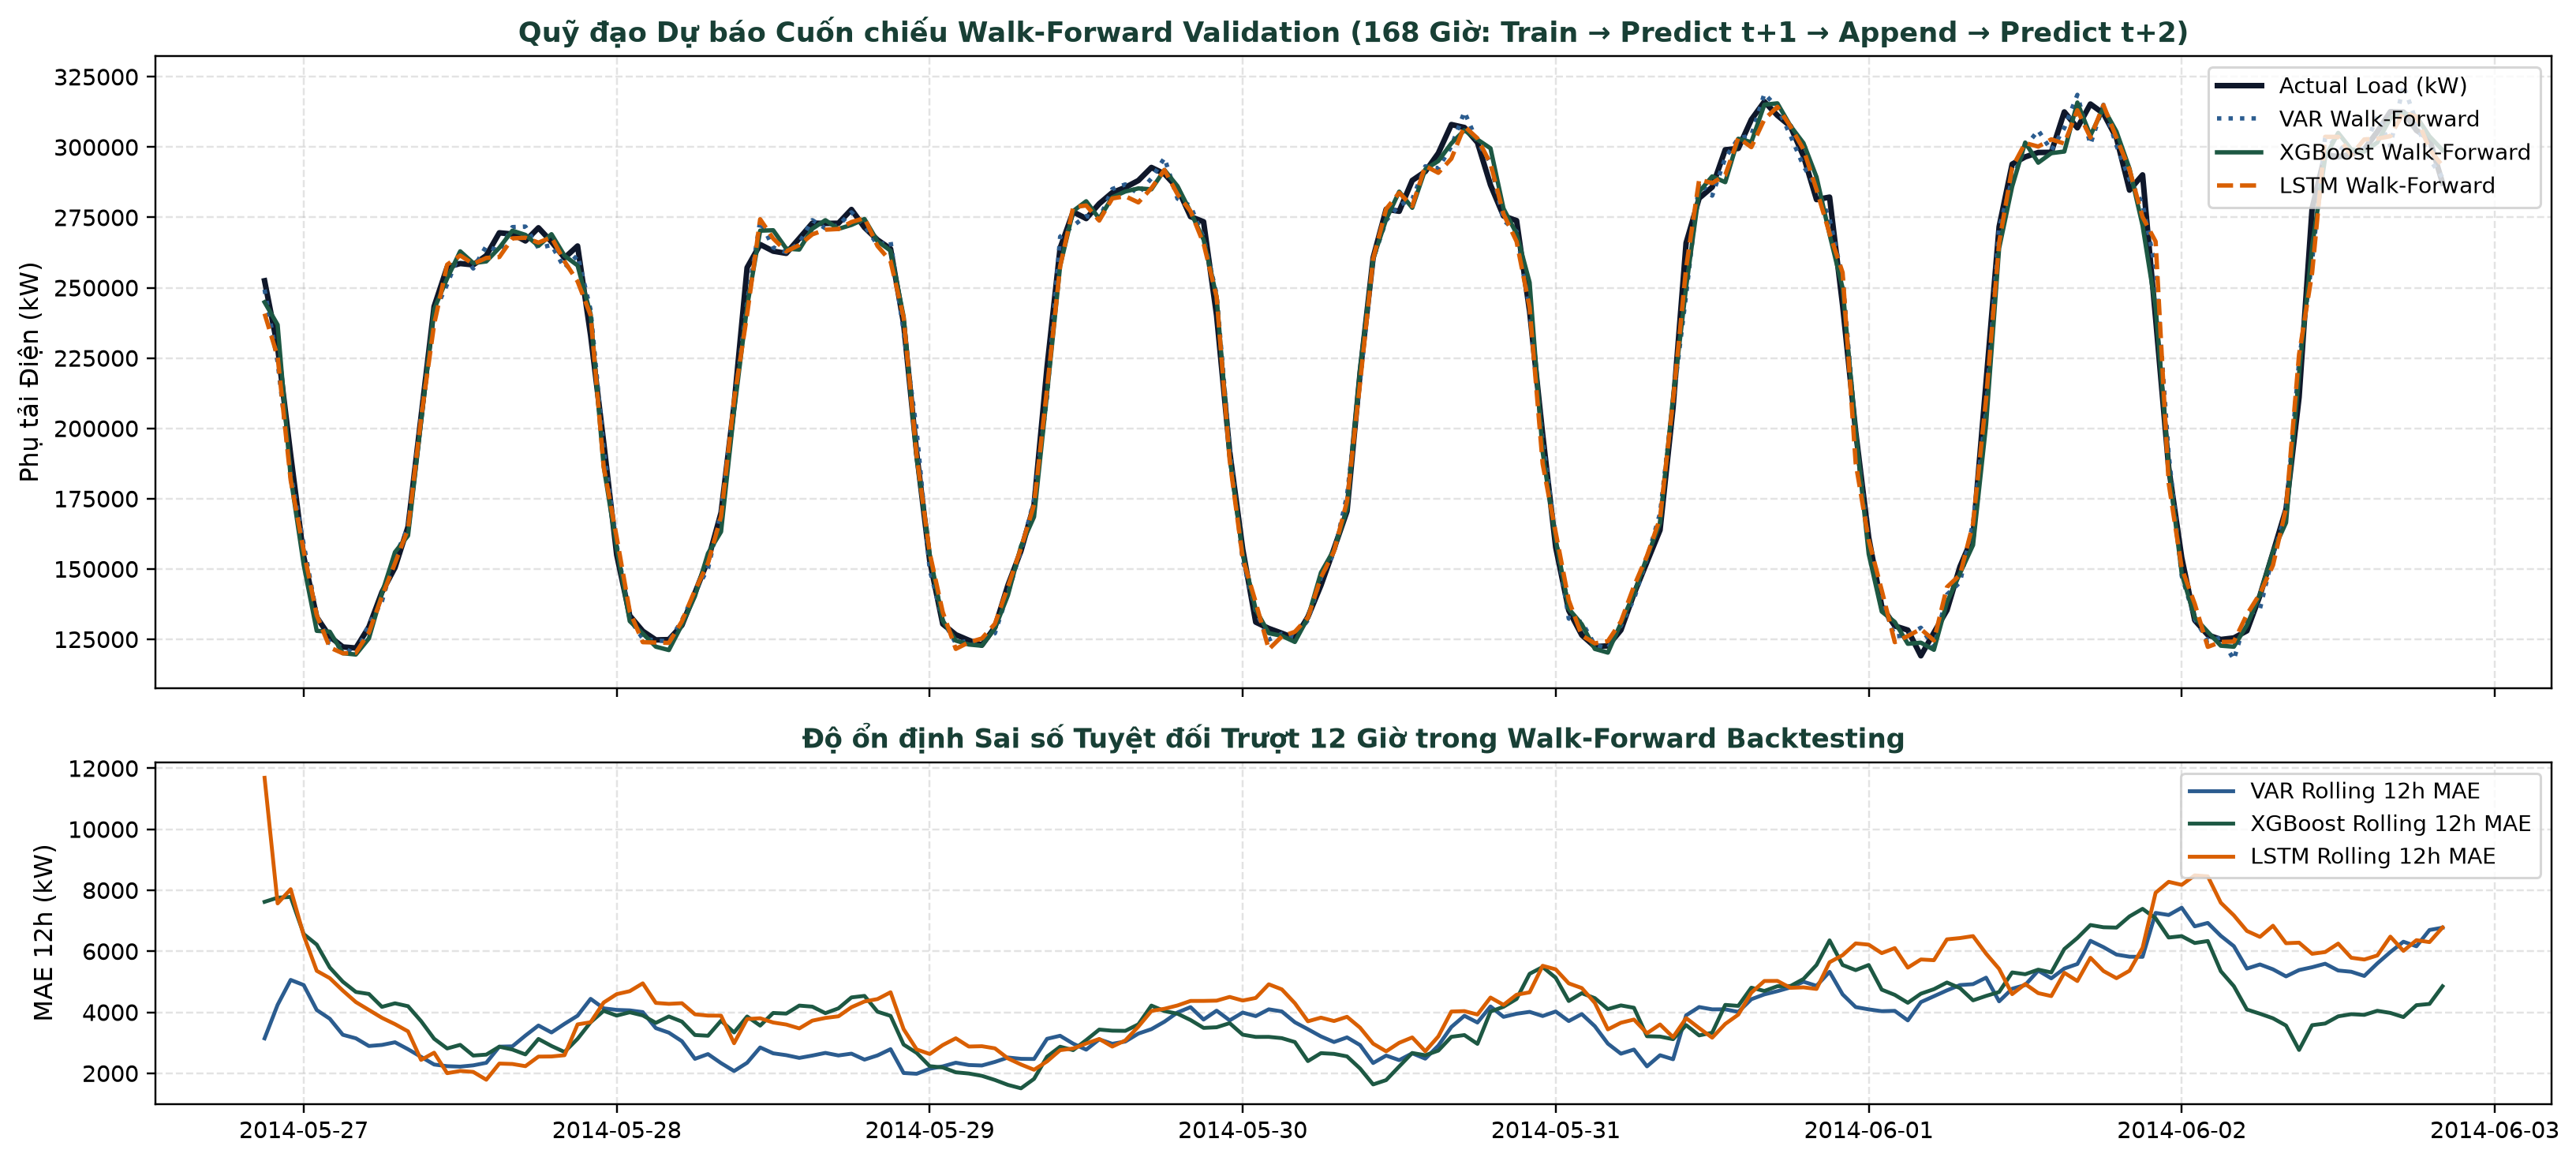 Quỹ đạo Dự báo Cuốn chiếu Walk-Forward Validation (168 Giờ: Train → Predict t+1 → Append → Predict t+2)
Phụ tải Điện (kW)
325000
300000
275000
250000
225000
200000
175000
150000
125000
Actual Load (kW)
VAR Walk-Forward
XGBoost Walk-Forward
LSTM Walk-Forward
Độ ổn định Sai số Tuyệt đối Trượt 12 Giờ trong Walk-Forward Backtesting
MAE 12h (kW)
12000
10000
8000
6000
4000
2000
VAR Rolling 12h MAE
XGBoost Rolling 12h MAE
LSTM Rolling 12h MAE
2014-05-27
2014-05-28
2014-05-29
2014-05-30
2014-05-31
2014-06-01
2014-06-02
2014-06-03